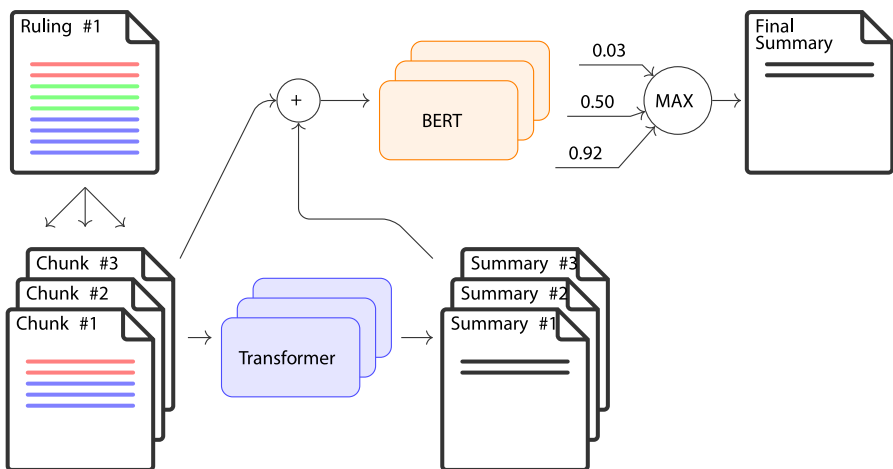 Ruling #1
+
BERT
0.03
0.50
0.92
MAX
Final
Summary
Chunk #3
Chunk #2
Chunk #1
Transformer
Summary #3
Summary #2
Summary #1